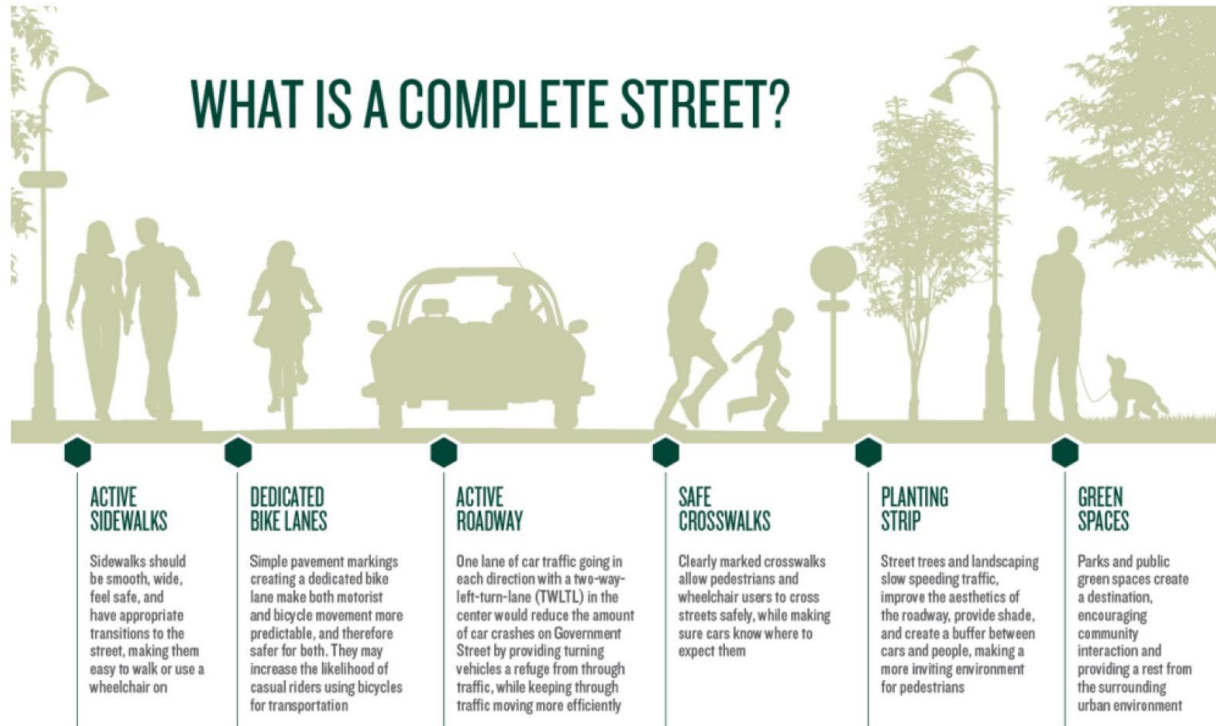 WHAT IS A COMPLETE STREET?
ACTIVE
SIDEWALKS
Sidewalks should
be smooth, wide,
feel safe, and
have appropriate
transitions to the
street, making them
easy to walk or use a
wheelchair on
DEDICATED
BIKE LANES
Simple pavement markings
creating a dedicated bike
lane make both motorist
and bicycle movement more
predictable, and therefore
safer for both. They may
increase the likelihood of
casual riders using bicycles
for transportation
ACTIVE
ROADWAY
One lane of car traffic going in
each direction with a two-way-
left-turn-lane (TWLTL) in the
center would reduce the amount
of car crashes on Government
Street by providing turning
vehicles a refuge from through
traffic, while keeping through
traffic moving more efficiently
SAFE
CROSSWALKS
Clearly marked crosswalks
allow pedestrians and
wheelchair users to cross
streets safely, while making
sure cars know where to
expect them
PLANTING
STRIP
Street trees and landscaping
slow speeding traffic,
improve the aesthetics of
the roadway, provide shade,
and create a buffer between
cars and people, making a
more inviting environment
for pedestrians
GREEN
SPACES
Parks and public
green spaces create
a destination,
encouraging
community
interaction and
providing a rest from
the surrounding
urban environment